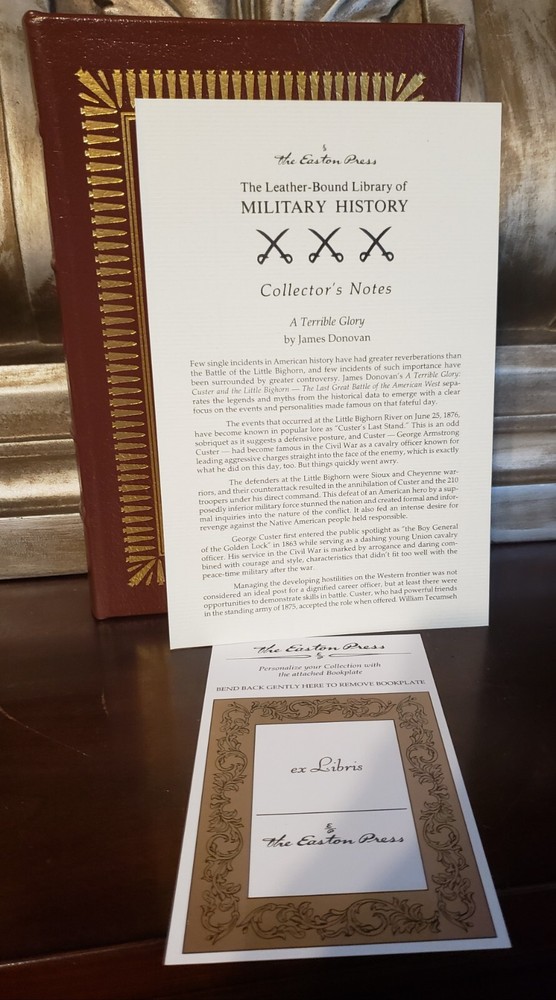 the Easton Press
The Leather-Bound Library of
MILITARY HISTORY
Collector's Notes
A Terrible Glory
by James Donovan
Few single incidents in American history have had greater reverberations than
the Battle of the Little Bighorn, and few incidents of such importance have
been surrounded by greater controversy. James Donovan's A Terrible Glory:
Custer and the Little Bighorn — The Last Great Battle of the American West sepa-
rates the legends and myths from the historical data to emerge with a clear
focus on the events and personalities made famous on that fateful day.
The events that occurred at the Little Bighorn River on June 25, 1876,
have become known in popular lore as "Custer's Last Stand." This is an odd
sobriquet as it suggests a defensive posture, and Custer — George Armstrong
Custer — had become famous in the Civil War as a cavalry officer known for
leading aggressive charges straight into the face of the enemy, which is exactly
what he did on this day, too. But things quickly went awry.
The defenders at the Little Bighorn were Sioux and Cheyenne war-
riors, and their counterattack resulted in the annihilation of Custer and the 210
troopers under his direct command. This defeat of an American hero by a sup-
posedly inferior military force stunned the nation and created formal and infor-
mal inquiries into the nature of the conflict. It also fed an intense desire for
revenge against the Native American people held responsible.
George Custer first entered the public spotlight as "the Boy General
of the Golden Lock" in 1863 while serving as a dashing young Union cavalry
officer. His service in the Civil War is marked by arrogance and daring com-
bined with courage and style, characteristics that didn't fit too well with the
peace-time military after the war.
Managing the developing hostilities on the Western frontier was not
considered an ideal post for a dignified career officer, but at least there were
opportunities to demonstrate skills in battle. Custer, who had powerful friends
in the standing army of 1875, accepted the role when offered. William Tecumseh
the Easton Press
Personalize your Collection with
the attached Bookplate
BEND BACK GENTLY HERE TO REMOVE BOOKPLATE
ex Libris
the Easton Press